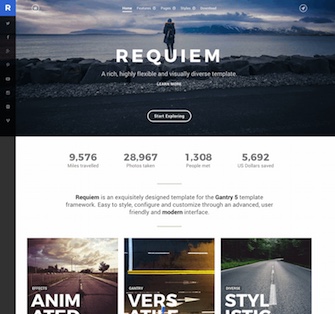 R
Home Features Pages Styles Download
REQUIEM
A rich, highly flexible and visually diverse template.
LEARN MORE
Start Exploring
9,576 28,967 1,308 5,692
Miles travelled Photos taken People met US Dollars saved
Requiem is an exquisitely designed template for the Gantry 5 template
framework. Easy to style, configure and customize through an advanced, user
friendly and modern interface.
EFFECTS GANTRY DIVERSE
ANIM VERS STYL
ATED ATILE ISTIC